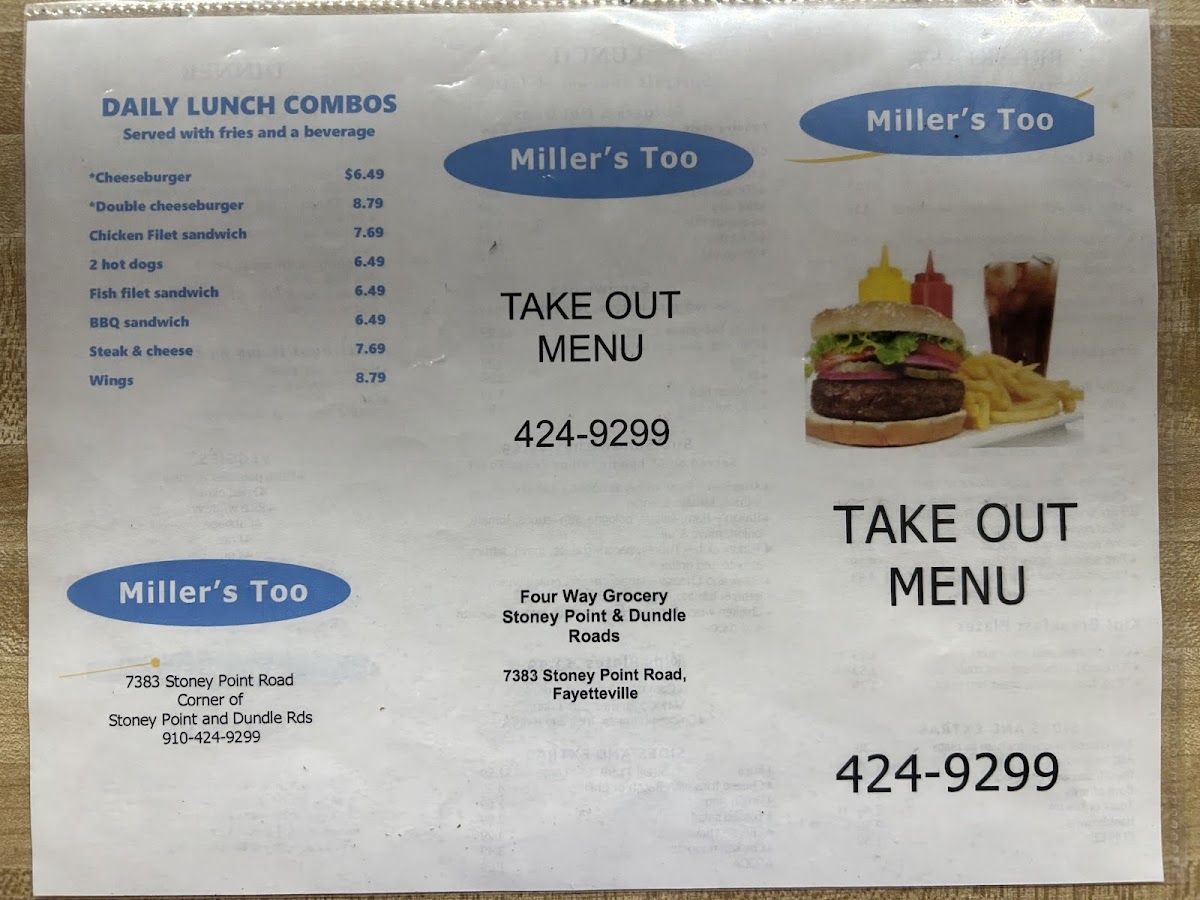 DAILY LUNCH COMBOS
Served with fries and a beverage
*Cheeseburger $6.49
*Double cheeseburger 8.79
Chicken Filet sandwich 7.69
2 hot dogs 6.49
Fish filet sandwich 6.49
BBQ sandwich 6.49
Steak & cheese 7.69
Wings 8.79
Miller's Too
7383 Stoney Point Road
Corner of
Stoney Point and Dundle Rds
910-424-9299
Miller's Too
TAKE OUT
MENU
424-9299
Four Way Grocery
Stoney Point & Dundle
Roads
7383 Stoney Point Road,
Fayetteville
Miller's Too
TAKE OUT
MENU
424-9299